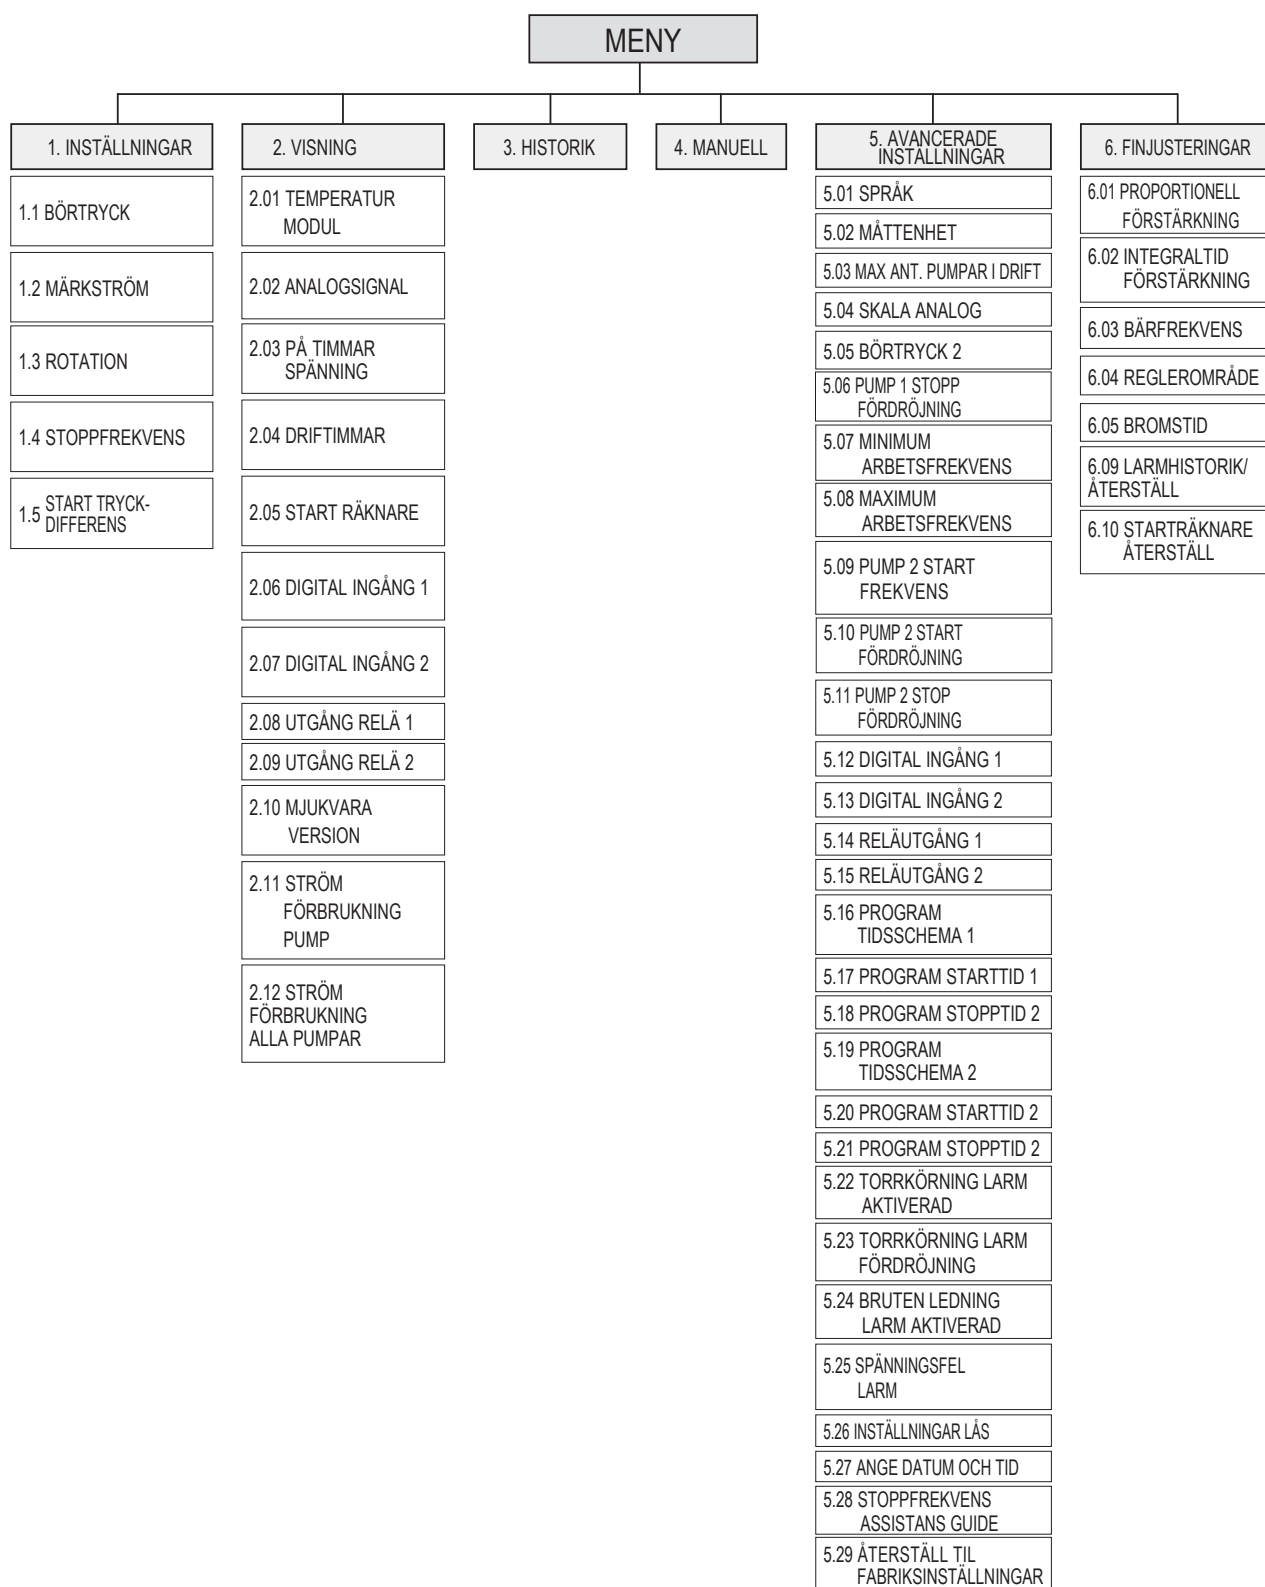 MENY
1. INSTÄLLNINGAR
1.1 BÖRTRYCK
1.2 MÄRKSTRÖM
1.3 ROTATION
1.4 STOPPFREKVENS
1.5 START TRYCK-
DIFFERENS
2. VISNING
2.01 TEMPERATUR
MODUL
2.02 ANALOGSIGNAL
2.03 PÅ TIMMAR
SPÄNNING
2.04 DRIFTIMMAR
2.05 START RÄKNARE
2.06 DIGITAL INGÅNG 1
2.07 DIGITAL INGÅNG 2
2.08 UTGÅNG RELÄ 1
2.09 UTGÅNG RELÄ 2
2.10 MJUKVARA
VERSION
2.11 STRÖM
FÖRBRUKNING
PUMP
2.12 STRÖM
FÖRBRUKNING
ALLA PUMPAR
3. HISTORIK
4. MANUELL
5. AVANCERADE
INSTALLNINGAR
5.01 SPRÅK
5.02 MÅTTENHET
5.03 MAX ANT. PUMPAR I DRIFT
5.04 SKALA ANALOG
5.05 BÖRTRYCK 2
5.06 PUMP 1 STOPP
FÖRDRÖJNING
5.07 MINIMUM
ARBETSFREKVENS
5.08 MAXIMUM
ARBETSFREKVENS
5.09 PUMP 2 START
FREKVENS
5.10 PUMP 2 START
FÖRDRÖJNING
5.11 PUMP 2 STOP
FÖRDRÖJNING
5.12 DIGITAL INGÅNG 1
5.13 DIGITAL INGÅNG 2
5.14 RELÄUTGÅNG 1
5.15 RELÄUTGÅNG 2
5.16 PROGRAM
TIDSSCHEMA 1
5.17 PROGRAM STARTTID 1
5.18 PROGRAM STOPPTID 2
5.19 PROGRAM
TIDSSCHEMA 2
5.20 PROGRAM STARTTID 2
5.21 PROGRAM STOPPTID 2
5.22 TORRKÖRNING LARM
AKTIVERAD
5.23 TORRKÖRNING LARM
FÖRDRÖJNING
5.24 BRUTEN LEDNING
LARM AKTIVERAD
5.25 SPÄNNINGSFEL
LARM
5.26 INSTÄLLNINGAR LÅS
5.27 ANGE DATUM OCH TID
5.28 STOPPFREKVENS
ASSISTANS GUIDE
5.29 ÅTERSTÄLL TIL
FABRIKSINSTÄLLNINGAR
6. FINJUSTERINGAR
6.01 PROPORTIONELL
FÖRSTÄRKNING
6.02 INTEGRALTID
FÖRSTÄRKNING
6.03 BÄRFREKVENS
6.04 REGLEROMRÅDE
6.05 BROMSTID
6.09 LARMHISTORIK/
ÅTERSTÄLL
6.10 STARTRÄKNARE
ÅTERSTÄLL